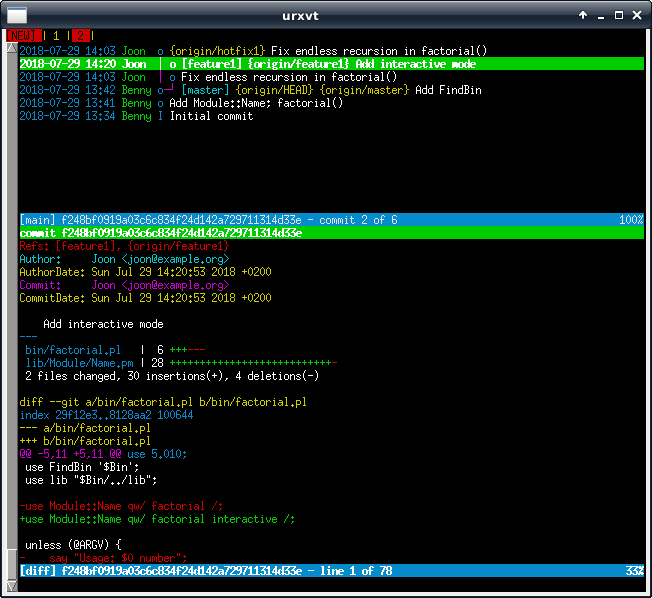 urxvt
[NEW] | 1 | 2 |
2018-07-29 14:03 Joon  o {origin/hotfix1} Fix endless recursion in factorial()
2018-07-29 14:20 Joon  │ o [feature1] {origin/feature1} Add interactive mode
2018-07-29 14:03 Joon  │ o Fix endless recursion in factorial()
2018-07-29 13:42 Benny o─┘ [master] {origin/HEAD} {origin/master} Add FindBin
2018-07-29 13:41 Benny o Add Module::Name; factorial()
2018-07-29 13:34 Benny I Initial commit
[main] f248bf0919a03c6c834f24d142a729711314d33e - commit 2 of 6 100%
commit f248bf0919a03c6c834f24d142a729711314d33e
Refs: [feature1], {origin/feature1}
Author:     Joon <joon@example.org>
AuthorDate: Sun Jul 29 14:20:53 2018 +0200
Commit:     Joon <joon@example.org>
CommitDate: Sun Jul 29 14:20:53 2018 +0200
    Add interactive mode
---
 bin/factorial.pl   |  6 +++---
 lib/Module/Name.pm | 28 +++++++++++++++++++++++++++-
 2 files changed, 30 insertions(+), 4 deletions(-)
diff --git a/bin/factorial.pl b/bin/factorial.pl
index 29f12e3..8128aa2 100644
--- a/bin/factorial.pl
+++ b/bin/factorial.pl
@@ -5,11 +5,11 @@ use 5.010;
 use FindBin '$Bin';
 use lib "$Bin/../lib";
-use Module::Name qw/ factorial /;
+use Module::Name qw/ factorial interactive /;
 unless (@ARGV) {
-    say "Usage: $0 number";
[diff] f248bf0919a03c6c834f24d142a729711314d33e - line 1 of 78 33%